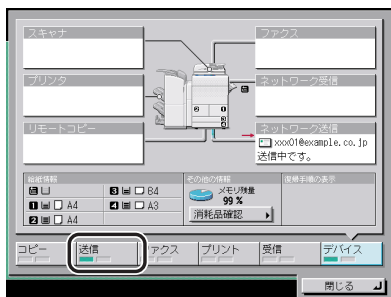 スキャナ
ファクス
プリンタ
ネットワーク受信
リモートコピー
ネットワーク送信
xxx01@example.co.jp
送信中です。
給紙情報
その他の情報
復帰手順の表示
メモリ残量
99 %
消耗品確認
1 A4
2 A4
3 B4
4 A3
コピー
送信
ファクス
プリント
受信
デバイス
閉じる